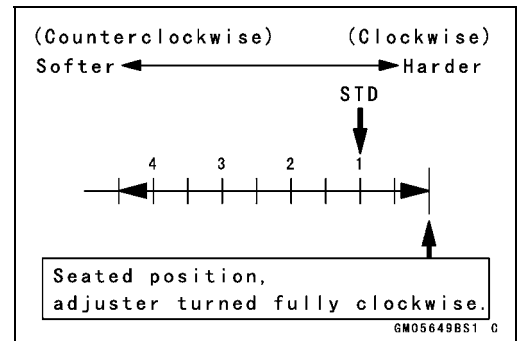 (Counterclockwise) (Clockwise)
Softer Harder
STD
4 3 2 1
Seated position,
adjuster turned fully clockwise.
GM05649BS1 C